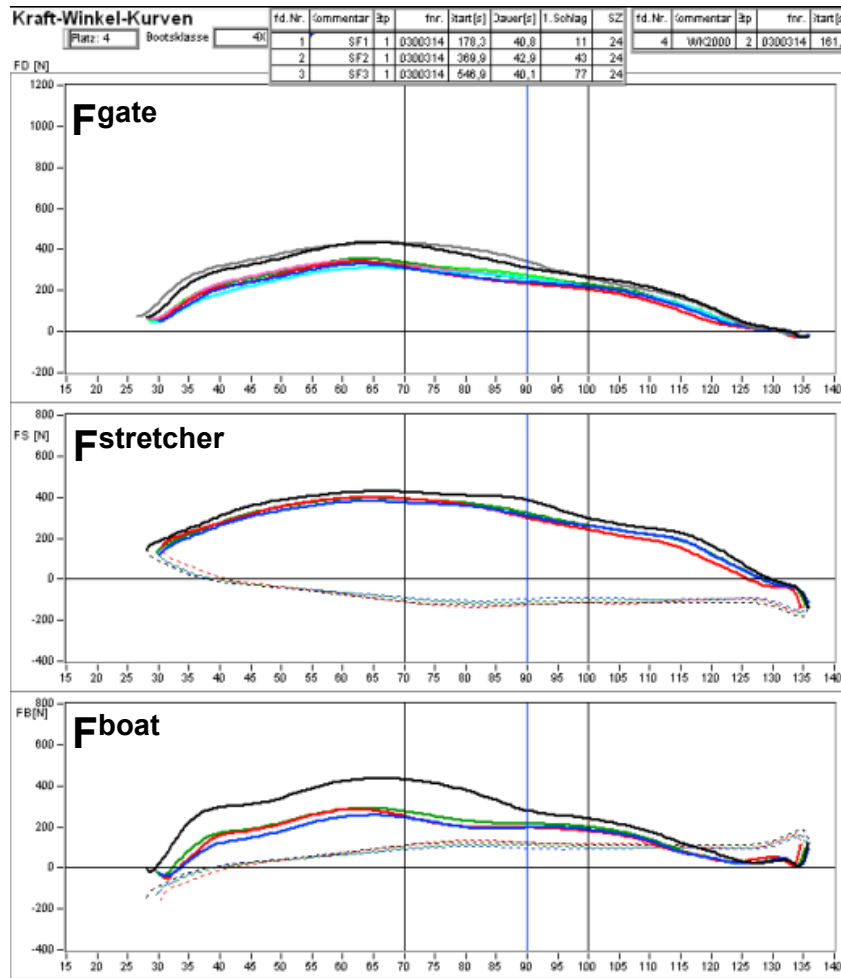 Kraft-Winkel-Kurven
Platz: 4 Bootsklasse 4X
fd.Nr. Kommentar Btp fnr. Start[s] Dauer[s] 1.Schlag SZ
1 SF1 1 0300314 178,3 40,8 11 24
2 SF2 1 0300314 369,9 42,9 43 24
3 SF3 1 0300314 546,9 40,1 77 24
fd.Nr. Kommentar Btp fnr. Start[s]
4 WK2000 2 0300314 161,
FD [N]
Fgate
1200
1000
800
600
400
200
0
-200
15 20 25 30 35 40 45 50 55 60 65 70 75 80 85 90 95 100 105 110 115 120 125 130 135 140
FS [N]
Fstretcher
800
600
400
200
0
-200
-400
15 20 25 30 35 40 45 50 55 60 65 70 75 80 85 90 95 100 105 110 115 120 125 130 135 140
FB[N]
Fboat
800
600
400
200
0
-200
-400
15 20 25 30 35 40 45 50 55 60 65 70 75 80 85 90 95 100 105 110 115 120 125 130 135 140